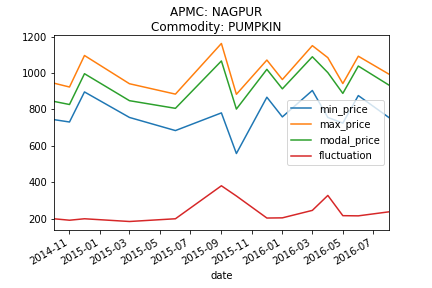 APMC: NAGPUR
Commodity: PUMPKIN
1200
1000
800
600
400
200
min_price
max_price
modal_price
fluctuation
2014-11
2015-01
2015-03
2015-05
2015-07
2015-09
2015-11
2016-01
2016-03
2016-05
2016-07
date